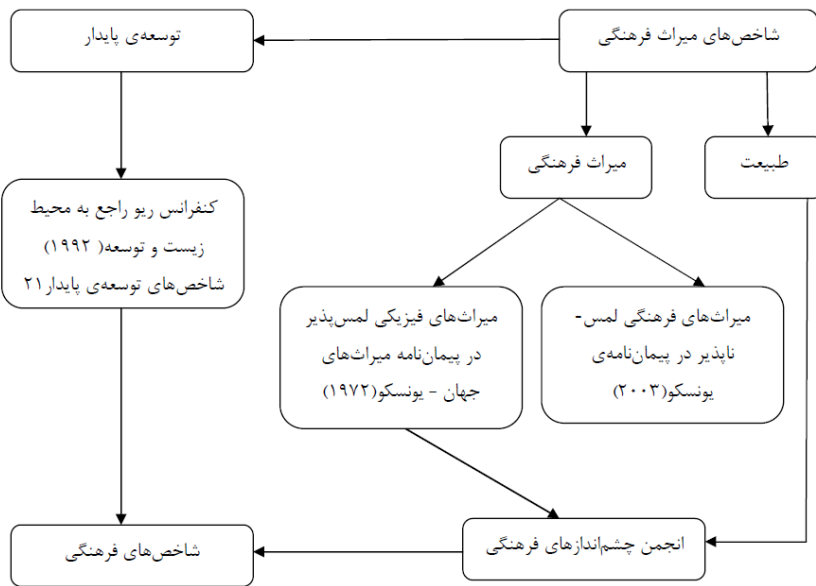 شاخص‌های میراث فرهنگی
توسعه‌ی پایدار
میراث فرهنگی
طبیعت
کنفرانس ریو راجع به محیط
زیست و توسعه( ۱۹۹۲)
شاخص‌های توسعه‌ی پایدار۲۱
میراث‌های فیزیکی لمس‌پذیر
در پیمان‌نامه میراث‌های
جهان - یونسکو(۱۹۷۲)
میراث‌های فرهنگی لمس-
ناپذیر در پیمان‌نامه‌ی
یونسکو(۲۰۰۳)
انجمن چشم‌اندازهای فرهنگی
شاخص‌های فرهنگی